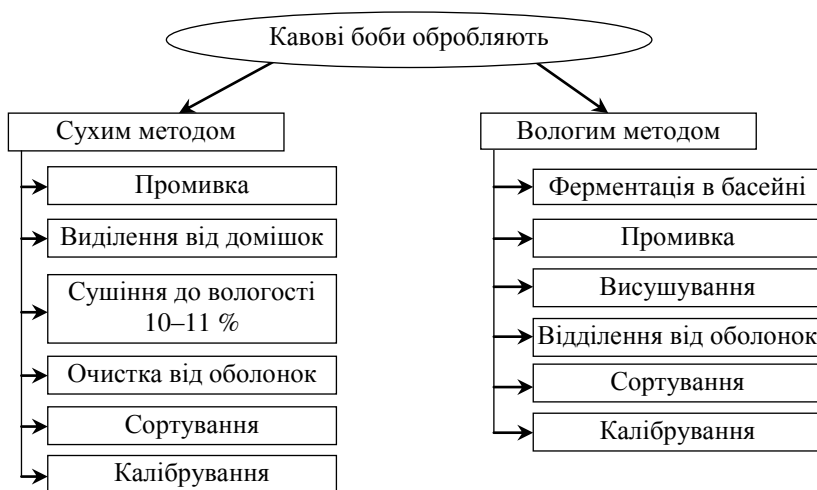 Кавові боби обробляють
Сухим методом
Промивка
Виділення від домішок
Сушіння до вологості
10–11 %
Очистка від оболонок
Сортування
Калібрування
Вологим методом
Ферментація в басейні
Промивка
Висушування
Відділення від оболонок
Сортування
Калібрування